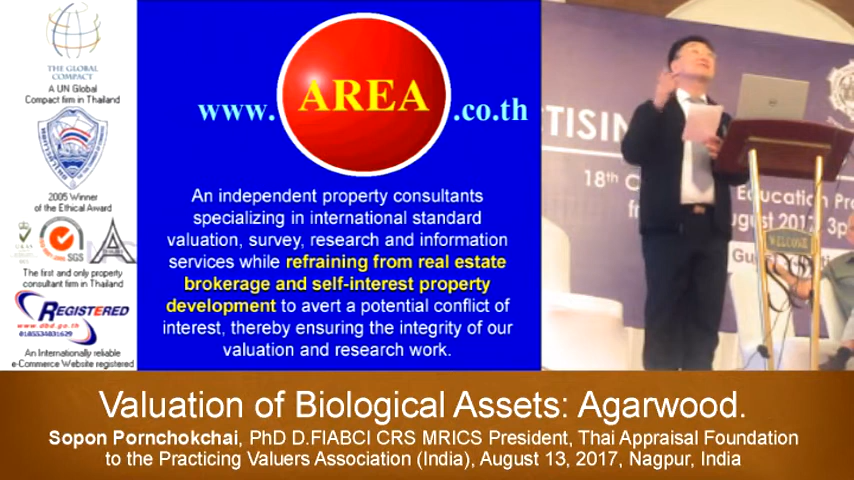 THE GLOBAL
COMPACT
A UN Global
Compact firm in Thailand
2005 Winner
of the Ethical Award
SGS
The first and only property
consultant firm in Thailand
REGISTERED
www.dbd.go.th
An Internationally reliable
e-Commerce Website registered
www. AREA .co.th
An independent property consultants
specializing in international standard
valuation, survey, research and information
services while refraining from real estate
brokerage and self-interest property
development to avert a potential conflict of
interest, thereby ensuring the integrity of our
valuation and research work.
18th
Education
August 2017, 3p
WELCOME
Valuation of Biological Assets: Agarwood.
Sopon Pornchokchai, PhD D.FIABCI CRS MRICS President, Thai Appraisal Foundation
to the Practicing Valuers Association (India), August 13, 2017, Nagpur, India